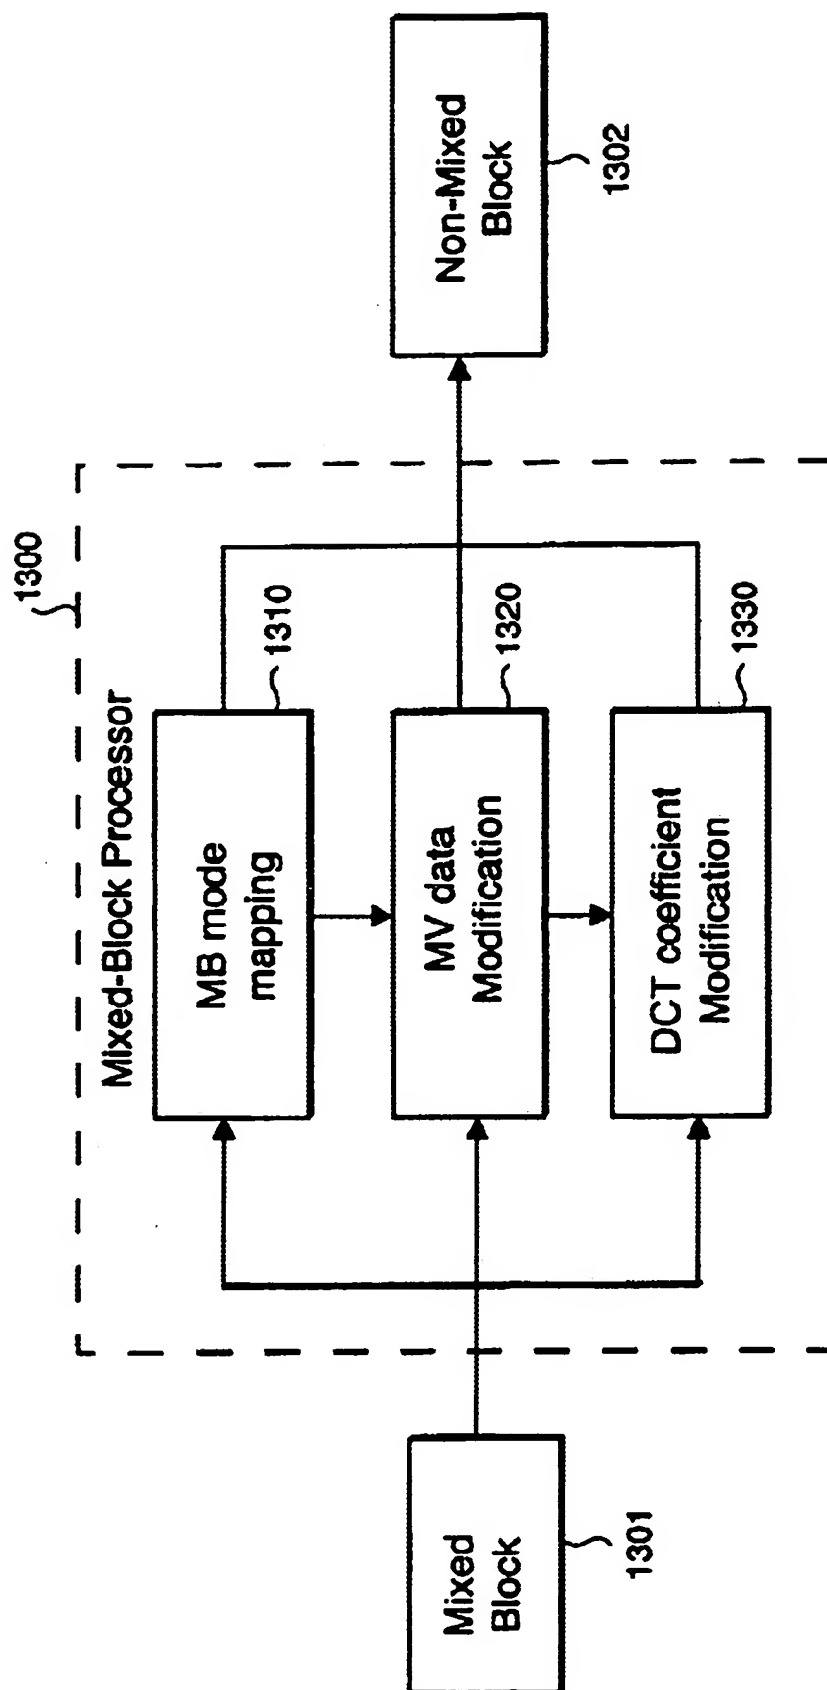 1300
Mixed-Block Processor
MB mode
mapping
1310
Mixed
Block
1301
MV data
Modification
1320
Non-Mixed
Block
1302
DCT coefficient
Modification
1330